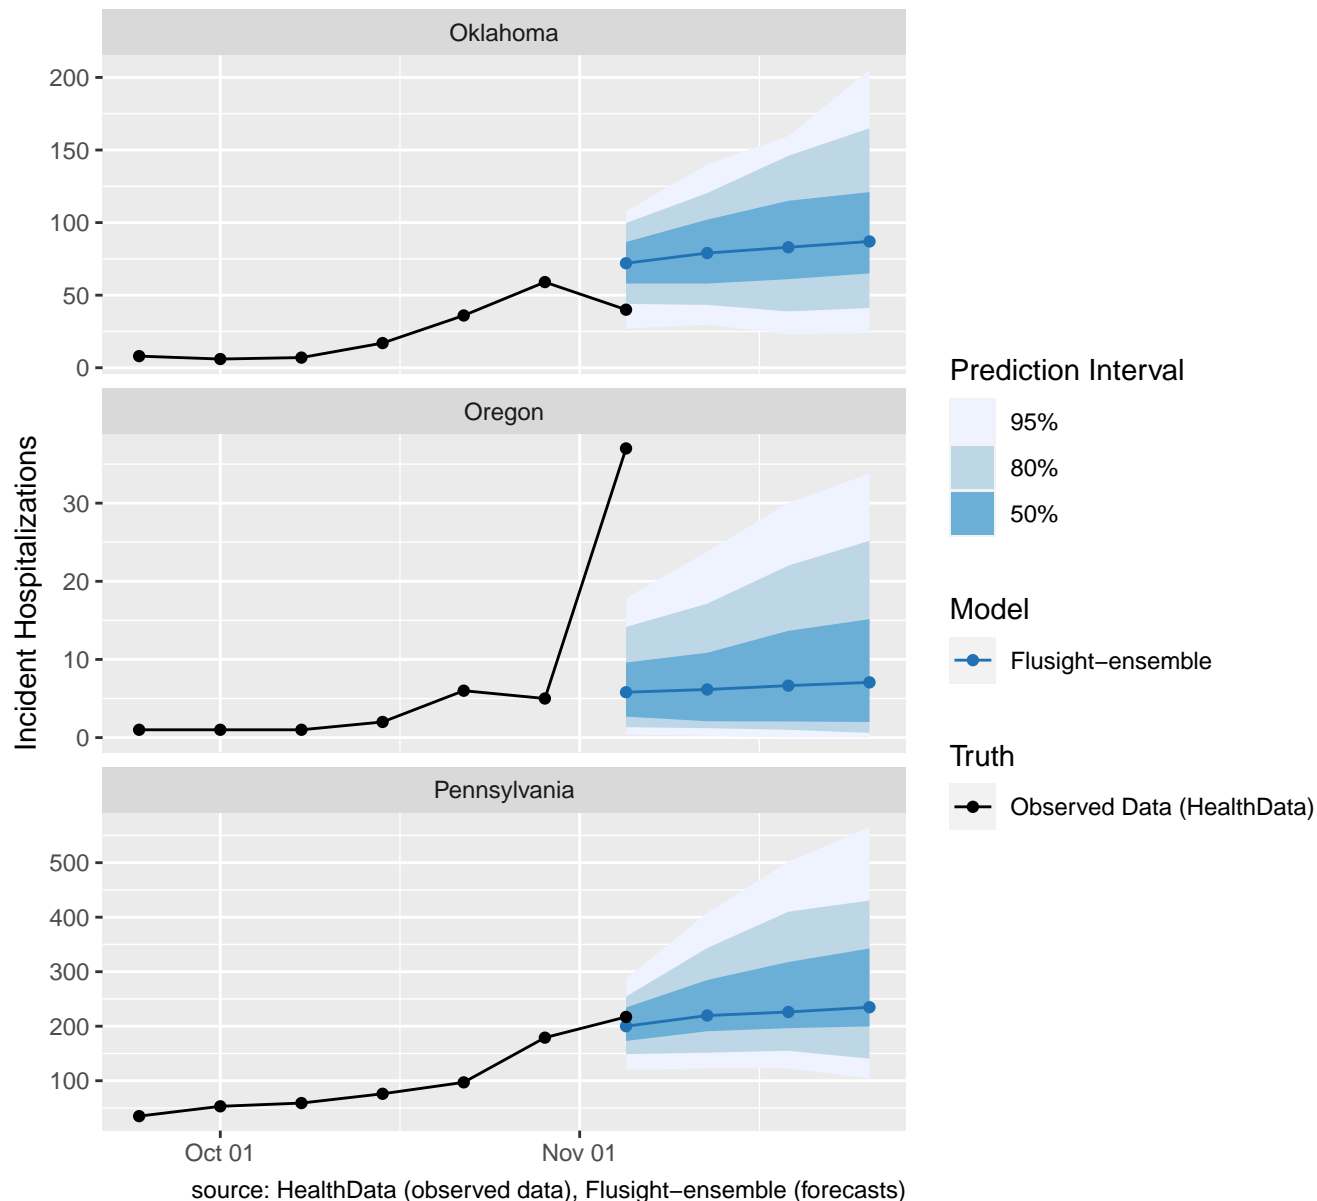 Oklahoma
200
150
100
50
0
Oregon
30
20
10
0
Pennsylvania
500
400
300
200
100
Oct 01
Nov 01
Incident Hospitalizations
source: HealthData (observed data), Flusight−ensemble (forecasts)
Prediction Interval
95%
80%
50%
Model
Flusight−ensemble
Truth
Observed Data (HealthData)